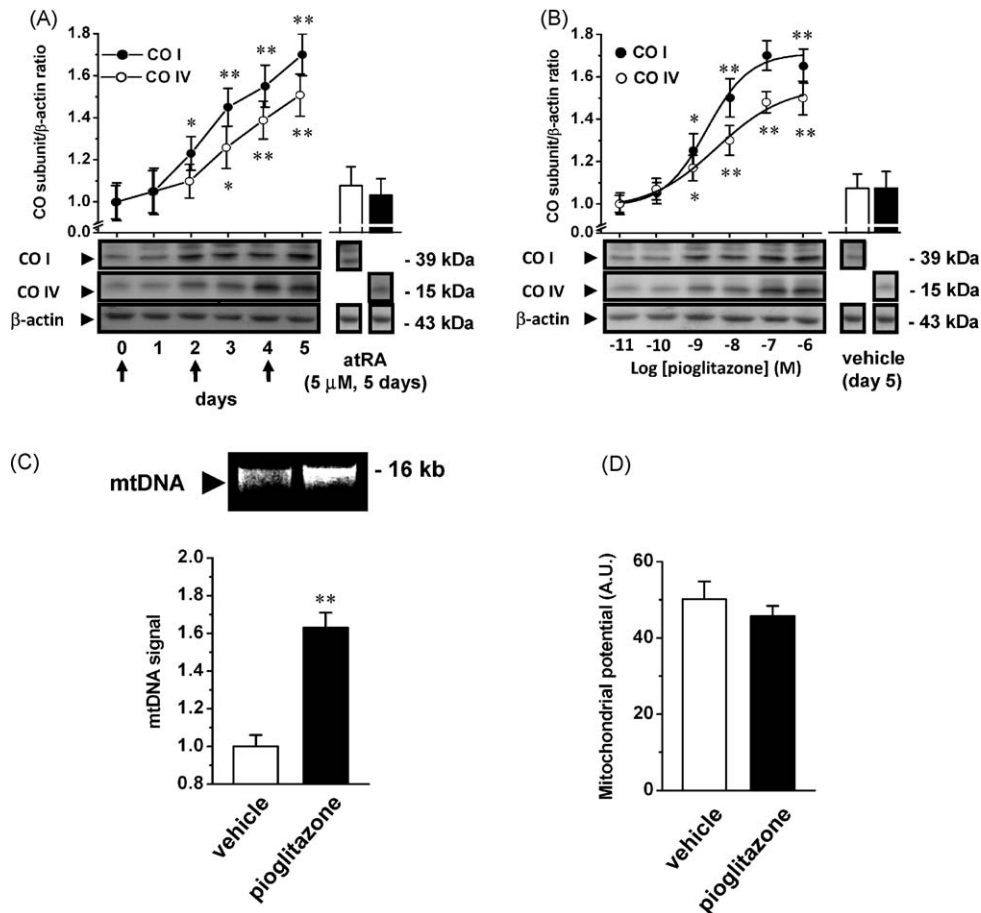 (A)
CO subunit/β-actin ratio
1.8
1.6
1.4
1.2
1.0
0.0
CO I
CO IV
*
**
**
**
*
**
**
CO I
CO IV
β-actin
- 39 kDa
- 15 kDa
- 43 kDa
0 1 2 3 4 5
days
atRA
(5 μM, 5 days)
(B)
CO subunit/β-actin ratio
1.8
1.6
1.4
1.2
1.0
0.0
CO I
CO IV
*
**
**
*
**
**
**
CO I
CO IV
β-actin
- 39 kDa
- 15 kDa
- 43 kDa
-11 -10 -9 -8 -7 -6
Log [pioglitazone] (M)
vehicle
(day 5)
(C)
mtDNA
- 16 kb
mtDNA signal
2.0
1.8
1.6
1.4
1.2
1.0
0.8
**
vehicle
pioglitazone
(D)
Mitochondrial potential (A.U.)
60
40
20
0
vehicle
pioglitazone